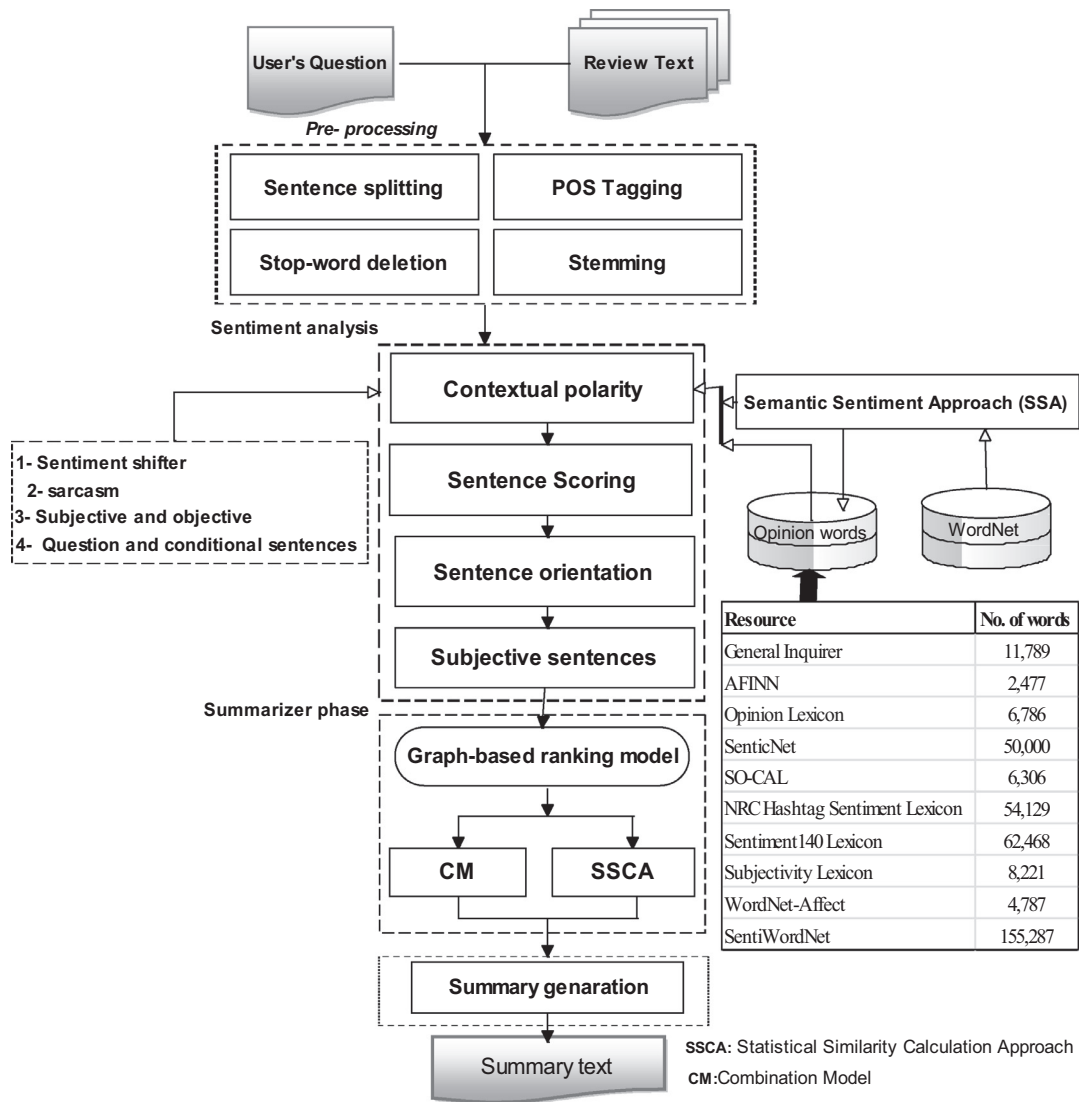 User's Question
Review Text
Pre- processing
Sentence splitting
POS Tagging
Stop-word deletion
Stemming
Sentiment analysis
Contextual polarity
Semantic Sentiment Approach (SSA)
1- Sentiment shifter
2- sarcasm
3- Subjective and objective
4- Question and conditional sentences
Sentence Scoring
Opinion words
WordNet
Sentence orientation
Subjective sentences
Resource No. of words
General Inquirer 11,789
AFINN 2,477
Opinion Lexicon 6,786
SenticNet 50,000
SO-CAL 6,306
NRC Hashtag Sentiment Lexicon 54,129
Sentiment140 Lexicon 62,468
Subjectivity Lexicon 8,221
WordNet-Affect 4,787
SentiWordNet 155,287
Summarizer phase
Graph-based ranking model
CM
SSCA
Summary genaration
Summary text
SSCA: Statistical Similarity Calculation Approach
CM:Combination Model